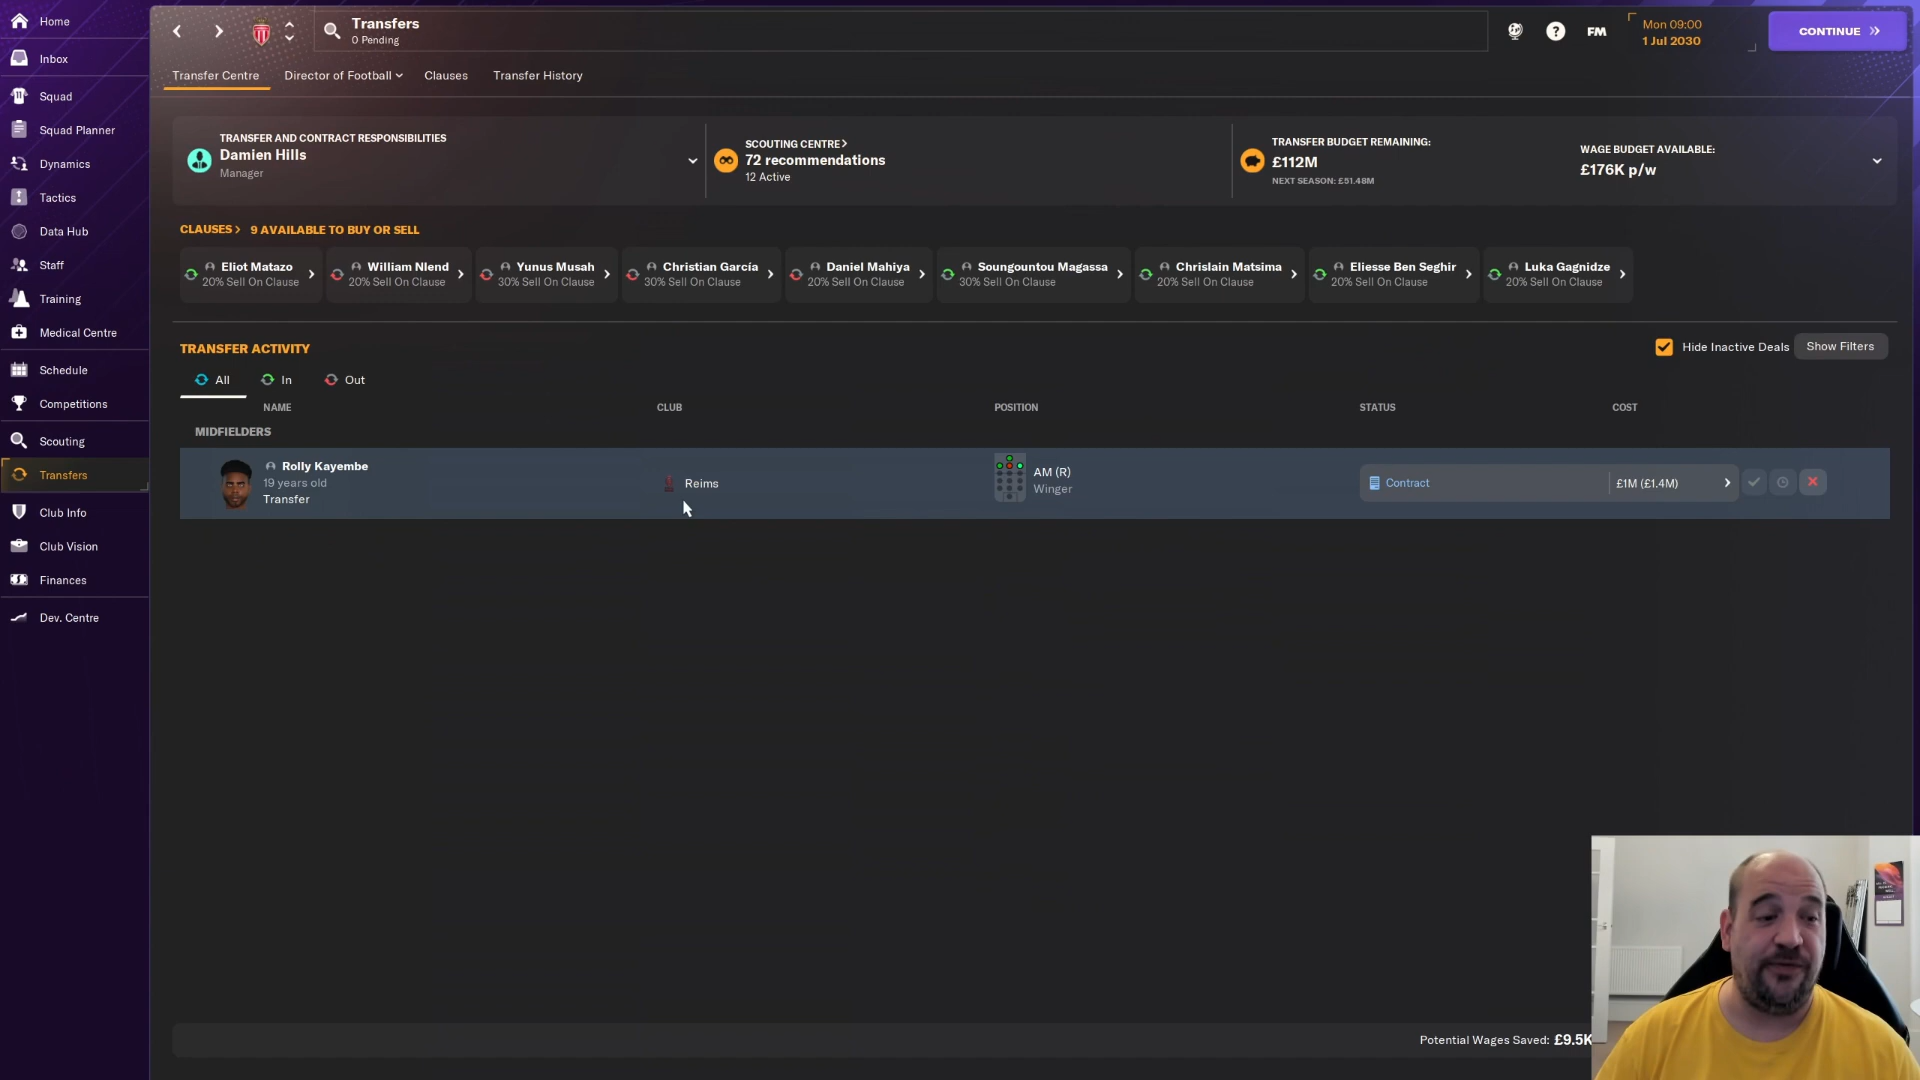 Home
Inbox
Squad
Squad Planner
Dynamics
Tactics
Data Hub
Staff
Training
Medical Centre
Schedule
Competitions
Scouting
Transfers
Club Info
Club Vision
Finances
Dev. Centre
Transfers
0 Pending
FM
Mon 09:00
1 Jul 2030
CONTINUE
Transfer Centre
Director of Football
Clauses
Transfer History
TRANSFER AND CONTRACT RESPONSIBILITIES
Damien Hills
Manager
SCOUTING CENTRE
72 recommendations
12 Active
TRANSFER BUDGET REMAINING:
£112M
NEXT SEASON: £51.48M
WAGE BUDGET AVAILABLE:
£176K p/w
CLAUSES 9 AVAILABLE TO BUY OR SELL
Eliot Matazo
20% Sell On Clause
William Nlend
20% Sell On Clause
Yunus Musah
30% Sell On Clause
Christian García
30% Sell On Clause
Daniel Mahiya
20% Sell On Clause
Soungountou Magassa
30% Sell On Clause
Chrislain Matsima
20% Sell On Clause
Eliesse Ben Seghir
20% Sell On Clause
Luka Gagnidze
20% Sell On Clause
TRANSFER ACTIVITY
Hide Inactive Deals
Show Filters
All
In
Out
NAME CLUB POSITION STATUS COST
MIDFIELDERS
Rolly Kayembe
19 years old
Transfer
Reims
AM (R)
Winger
Contract
£1M (£1.4M)
Potential Wages Saved: £9.5K